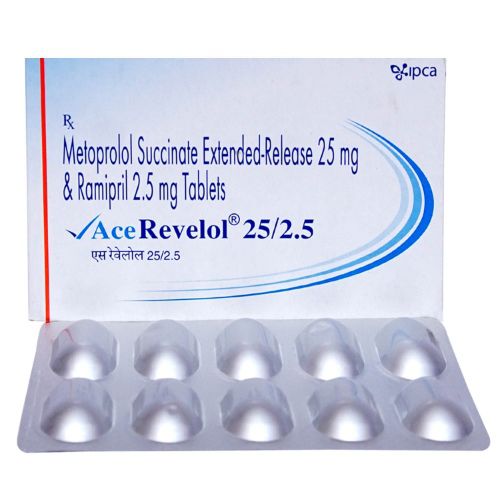 ipca
Rx
Metoprolol Succinate Extended-Release 25 mg
& Ramipril 2.5 mg Tablets
AceRevelol® 25/2.5
एस रेवेलोल 25/2.5